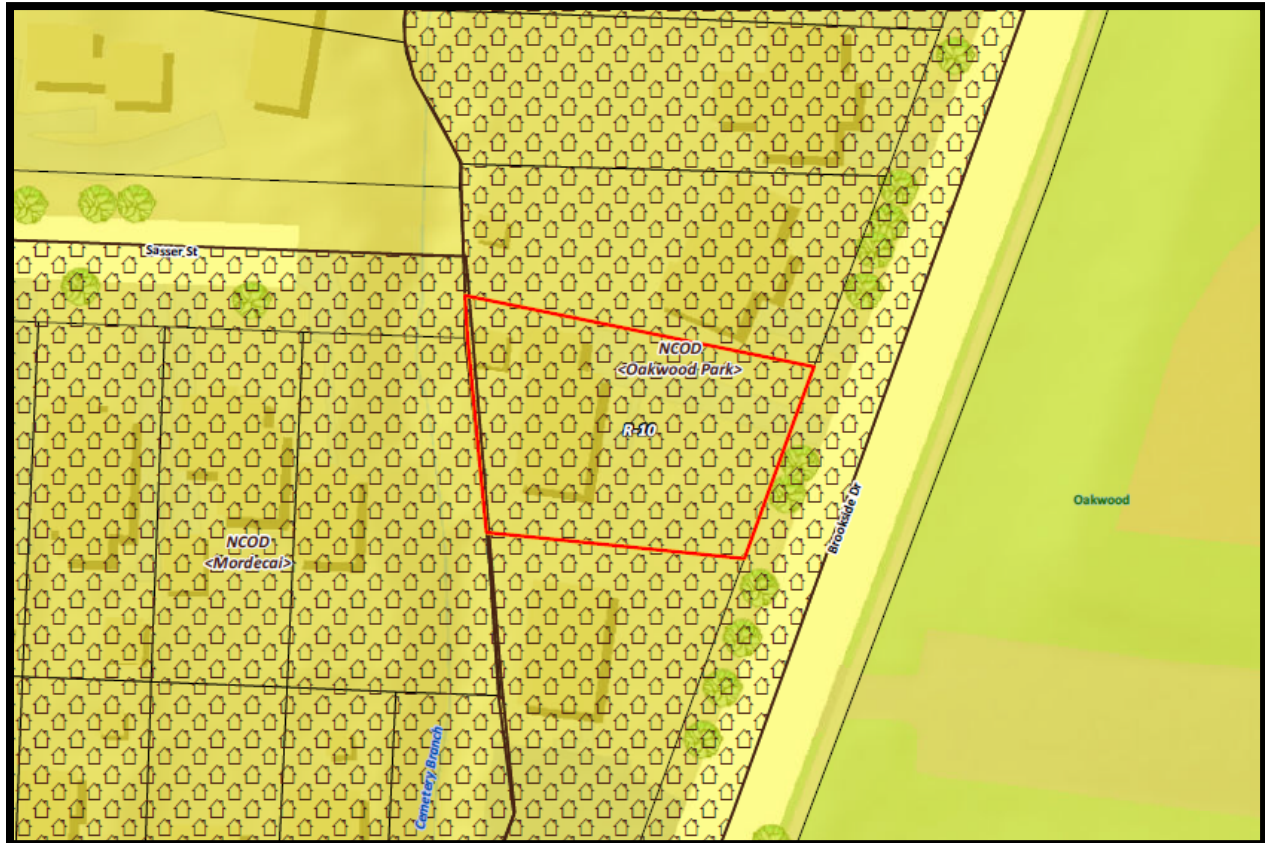 Sasser St
NCOD
<Oakwood Park>
R-10
Oakwood
Brookside Dr
NCOD
<Mordecai>
Cemetery Branch